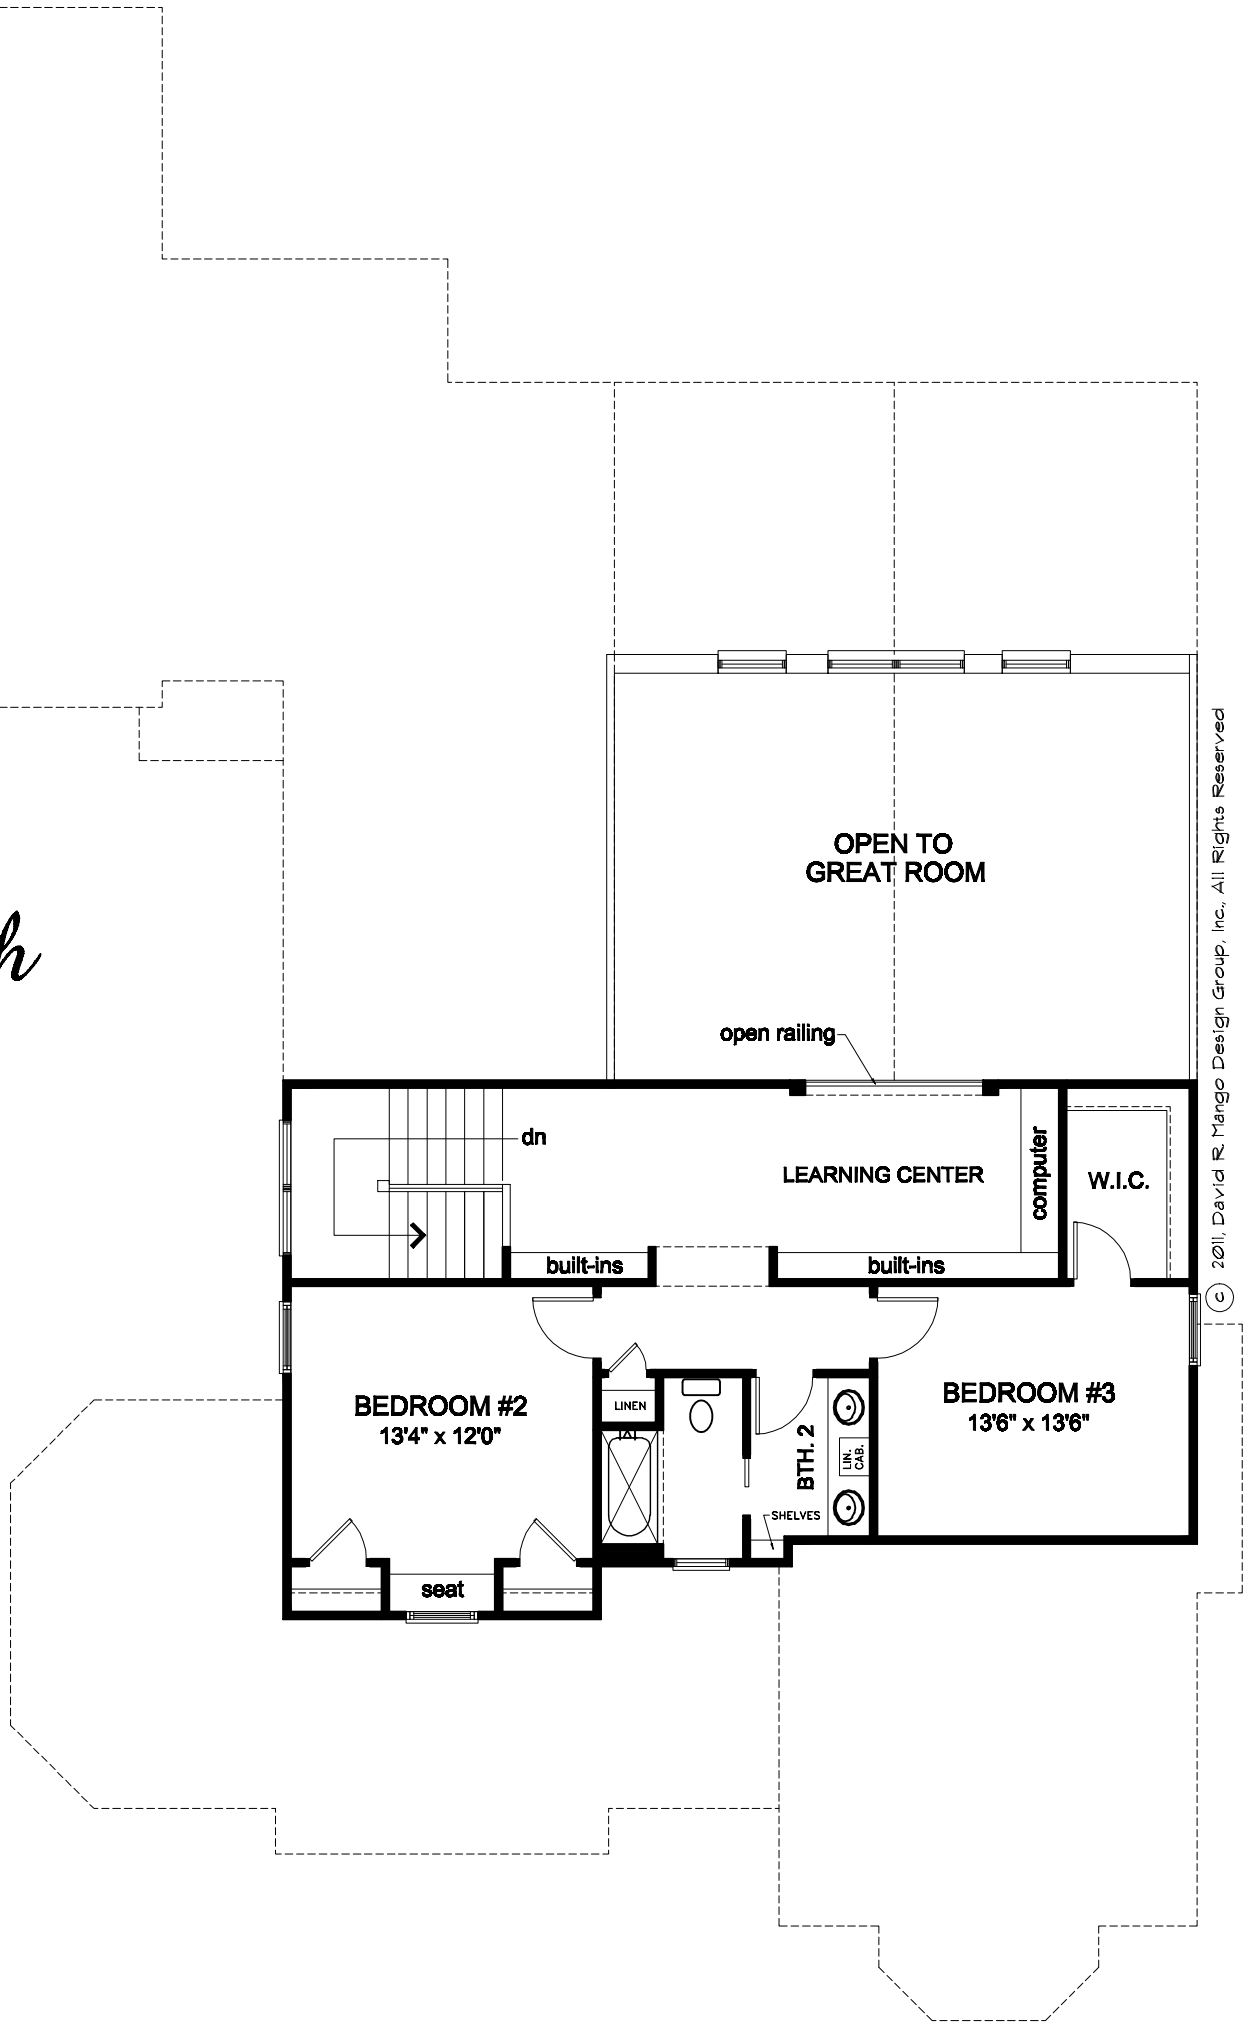 OPEN TO
GREAT ROOM
h
open railing
dn
LEARNING CENTER
computer
W.I.C.
built-ins
built-ins
BEDROOM #2
13'4" x 12'0"
LINEN
BTH. 2
LIN.
CAB.
SHELVES
BEDROOM #3
13'6" x 13'6"
seat
© 2011, David R. Mango Design Group, Inc., All Rights Reserved